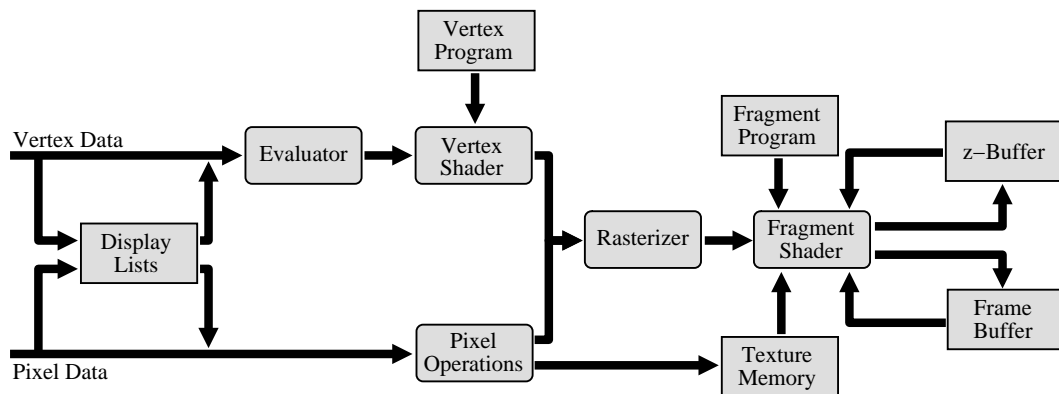 Vertex
Program
Vertex Data
Evaluator
Vertex
Shader
Fragment
Program
z−Buffer
Display
Lists
Rasterizer
Fragment
Shader
Frame
Buffer
Pixel Data
Pixel
Operations
Texture
Memory